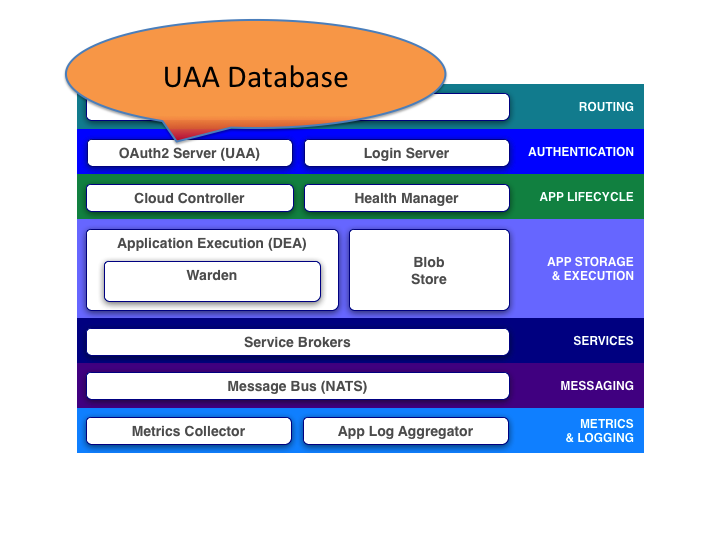 UAA Database
ROUTING
OAuth2 Server (UAA)
Login Server
AUTHENTICATION
Cloud Controller
Health Manager
APP LIFECYCLE
Application Execution (DEA)
Warden
Blob
Store
APP STORAGE
& EXECUTION
Service Brokers
SERVICES
Message Bus (NATS)
MESSAGING
Metrics Collector
App Log Aggregator
METRICS
& LOGGING